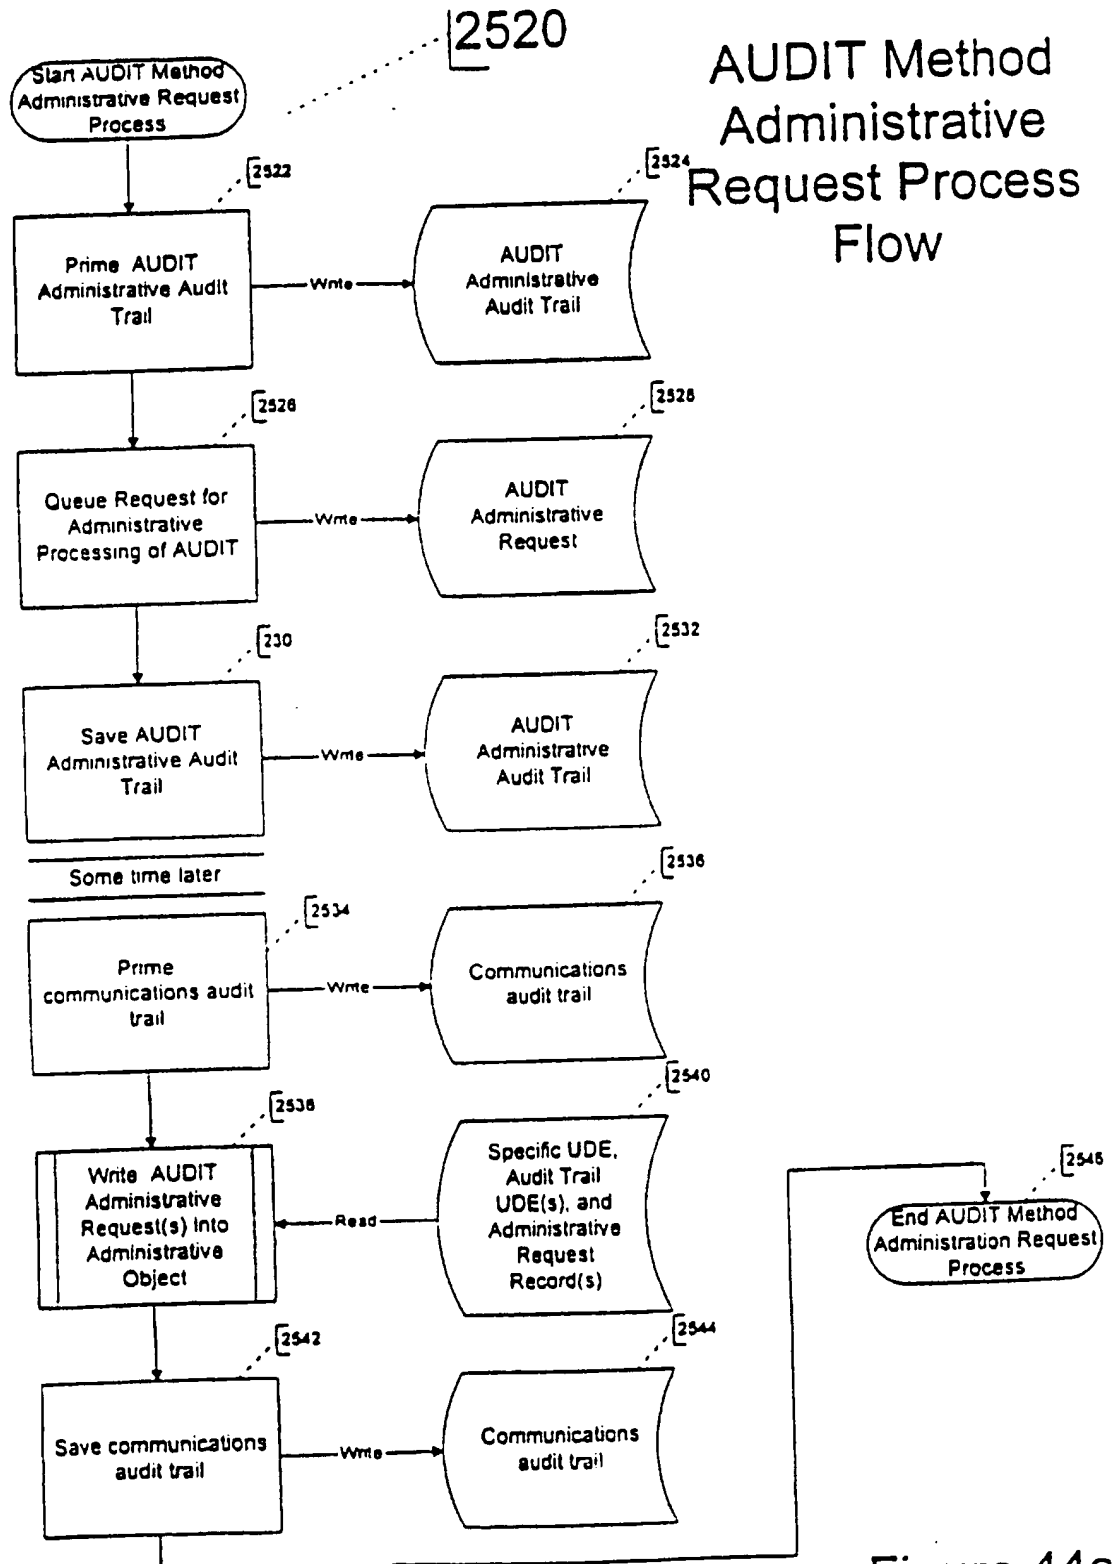 2520
AUDIT Method
Administrative
Request Process
Flow
Start AUDIT Method
Administrative Request
Process
2522
Prime AUDIT
Administrative Audit
Trail
Write
2524
AUDIT
Administrative
Audit Trail
2526
Queue Request for
Administrative
Processing of AUDIT
Write
2528
AUDIT
Administrative
Request
230
Save AUDIT
Administrative Audit
Trail
Write
2532
AUDIT
Administrative
Audit Trail
Some time later
2534
Prime
communications audit
trail
Write
2536
Communications
audit trail
2538
Write AUDIT
Administrative
Request(s) into
Administrative
Object
Read
2540
Specific UDE,
Audit Trail
UDE(s), and
Administrative
Request
Record(s)
2542
Save communications
audit trail
Write
2544
Communications
audit trail
2546
End AUDIT Method
Administration Request
Process
Figure 44c